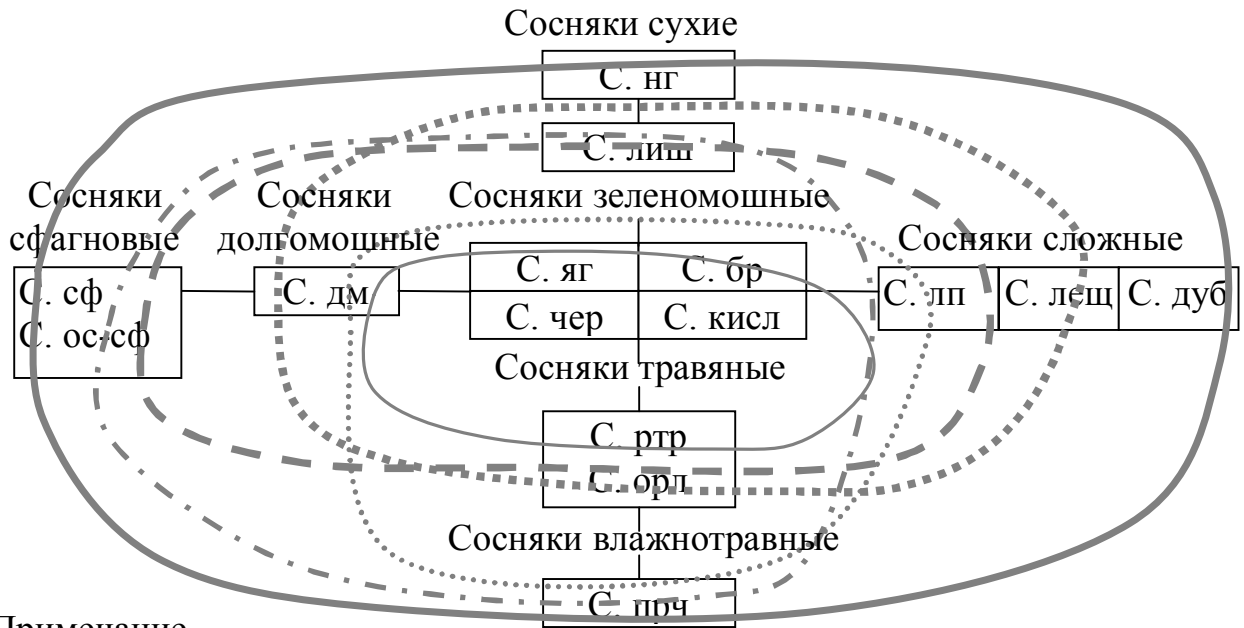 Сосняки сухие
С. нг
С. лиш
Сосняки сфагновые
Сосняки долгомошные
Сосняки зеленомошные
Сосняки сложные
С. сф
С. ос-сф
С. дм
С. яг
С. бр
С. чер
С. кисл
С. лп
С. лещ
С. дуб
Сосняки травяные
С. ртр
С. орл
Сосняки влажнотравные
С. прч
Примечание